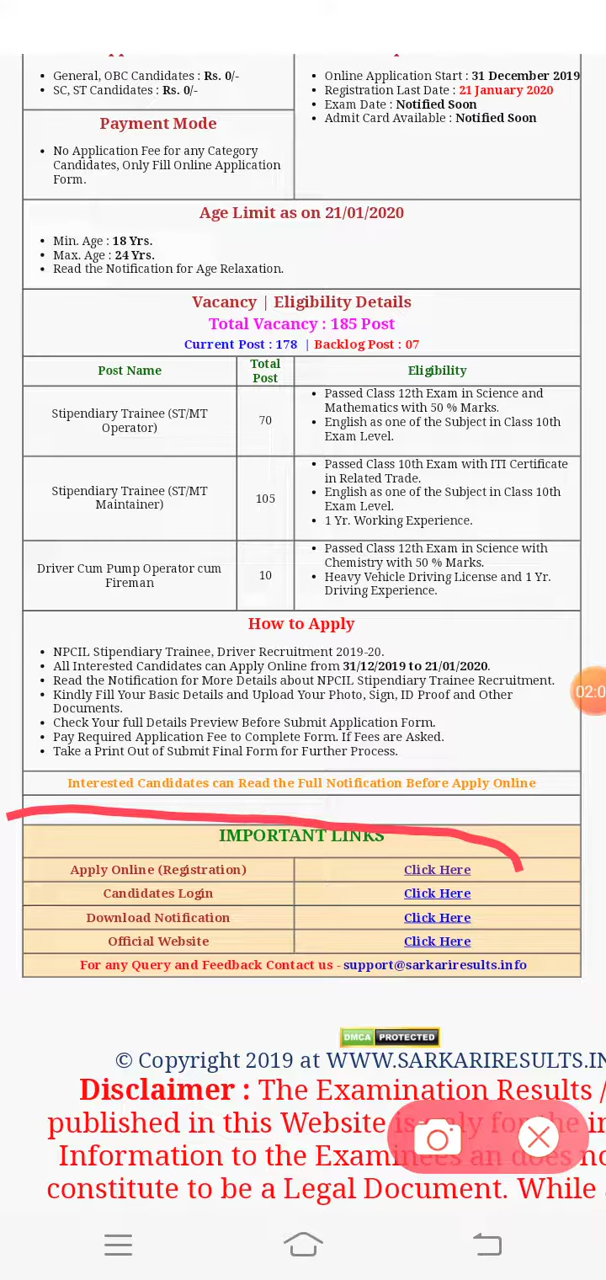 General, OBC Candidates : Rs. 0/-
SC, ST Candidates : Rs. 0/-
Payment Mode
No Application Fee for any Category
Candidates, Only Fill Online Application
Form.
Online Application Start : 31 December 2019
Registration Last Date : 21 January 2020
Exam Date : Notified Soon
Admit Card Available : Notified Soon
Age Limit as on 21/01/2020
Min. Age : 18 Yrs.
Max. Age : 24 Yrs.
Read the Notification for Age Relaxation.
Vacancy | Eligibility Details
Total Vacancy : 185 Post
Current Post : 178 | Backlog Post : 07
Post Name
Total
Post
Eligibility
Stipendiary Trainee (ST/MT
Operator)
70
Passed Class 12th Exam in Science and
Mathematics with 50 % Marks.
English as one of the Subject in Class 10th
Exam Level.
Stipendiary Trainee (ST/MT
Maintainer)
105
Passed Class 10th Exam with ITI Certificate
in Related Trade.
English as one of the Subject in Class 10th
Exam Level.
1 Yr. Working Experience.
Driver Cum Pump Operator cum
Fireman
10
Passed Class 12th Exam in Science with
Chemistry with 50 % Marks.
Heavy Vehicle Driving License and 1 Yr.
Driving Experience.
How to Apply
NPCIL Stipendiary Trainee, Driver Recruitment 2019-20.
All Interested Candidates can Apply Online from 31/12/2019 to 21/01/2020.
Read the Notification for More Details about NPCIL Stipendiary Trainee Recruitment.
Kindly Fill Your Basic Details and Upload Your Photo, Sign, ID Proof and Other
Documents.
02:0
Check Your full Details Preview Before Submit Application Form.
Pay Required Application Fee to Complete Form. If Fees are Asked.
Take a Print Out of Submit Final Form for Further Process.
Interested Candidates can Read the Full Notification Before Apply Online
IMPORTANT LINKS
Apply Online (Registration) Click Here
Candidates Login Click Here
Download Notification Click Here
Official Website Click Here
For any Query and Feedback Contact us - support@sarkariresults.info
DMCA PROTECTED
© Copyright 2019 at WWW.SARKARIRESULTS.IN
Disclaimer : The Examination Results /
published in this Website is only for the in
Information to the Examinees an does no
constitute to be a Legal Document. While